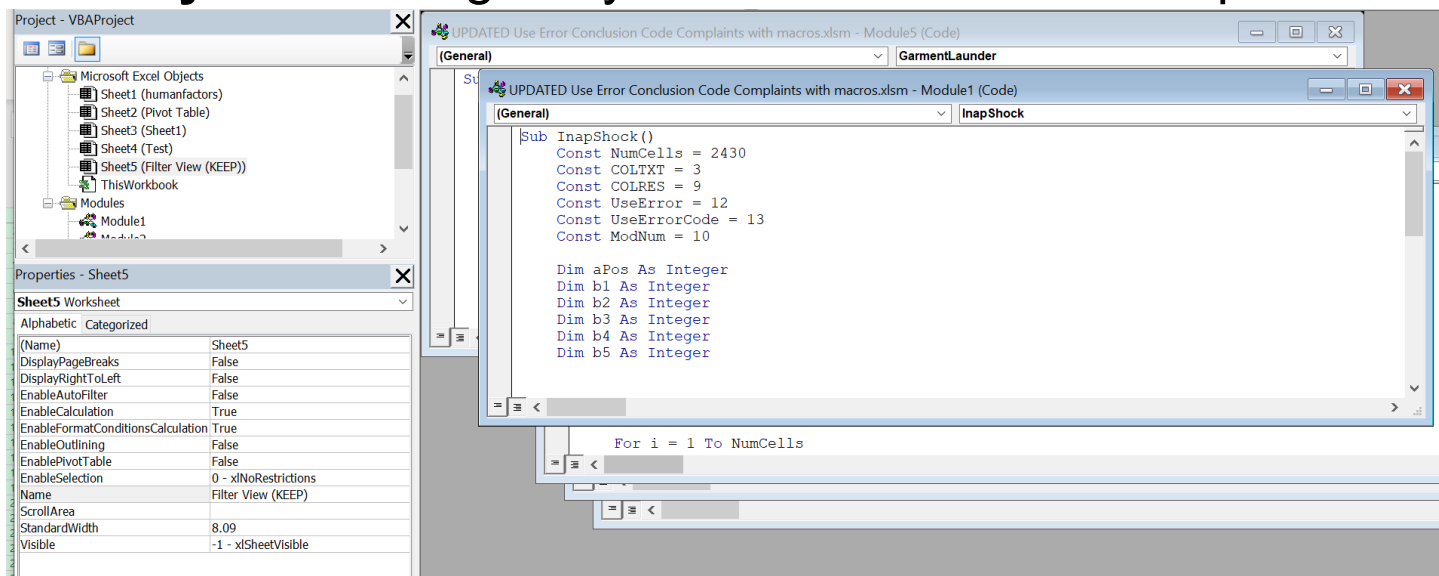 Project - VBAProject
Microsoft Excel Objects
Sheet1 (humanfactors)
Sheet2 (Pivot Table)
Sheet3 (Sheet1)
Sheet4 (Test)
Sheet5 (Filter View (KEEP))
ThisWorkbook
Modules
Module1
Properties - Sheet5
Sheet5 Worksheet
Alphabetic Categorized
(Name) Sheet5
DisplayPageBreaks False
DisplayRightToLeft False
EnableAutoFilter False
EnableCalculation True
EnableFormatConditionsCalculation True
EnableOutlining False
EnablePivotTable False
EnableSelection 0 - xlNoRestrictions
Name Filter View (KEEP)
ScrollArea
StandardWidth 8.09
Visible -1 - xlSheetVisible
UPDATED Use Error Conclusion Code Complaints with macros.xlsm - Module5 (Code)
(General) GarmentLaunder
UPDATED Use Error Conclusion Code Complaints with macros.xlsm - Module1 (Code)
(General) InapShock
Sub InapShock()
Const NumCells = 2430
Const COLTXT = 3
Const COLRES = 9
Const UseError = 12
Const UseErrorCode = 13
Const ModNum = 10
Dim aPos As Integer
Dim b1 As Integer
Dim b2 As Integer
Dim b3 As Integer
Dim b4 As Integer
Dim b5 As Integer
For i = 1 To NumCells